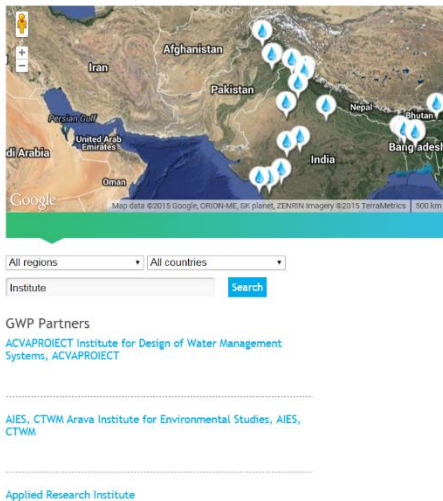 Afghanistan
Iran
Pakistan
Persian Gulf
Nepal
Bhutan
United Arab
Emirates
di Arabia
Bangladesh
India
Oman
Google
Map data ©2015 Google, ORION-ME, SK planet, ZENRIN Imagery ©2015 TerraMetrics
500 km
All regions
All countries
Institute
Search
GWP Partners
ACVAPROIECT Institute for Design of Water Management
Systems, ACVAPROIECT
AIES, CTWM Arava Institute for Environmental Studies, AIES,
CTWM
Applied Research Institute